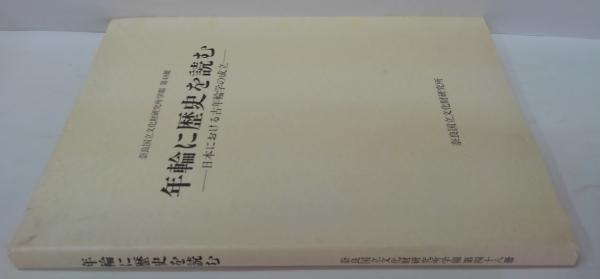 奈良国立文化財研究所学報 第48冊
年輪に歴史を読む
——日本における古年輪学の成立——
奈良国立文化財研究所
年輪に歴史を読む
奈良国立文化財研究所学報第四十八冊